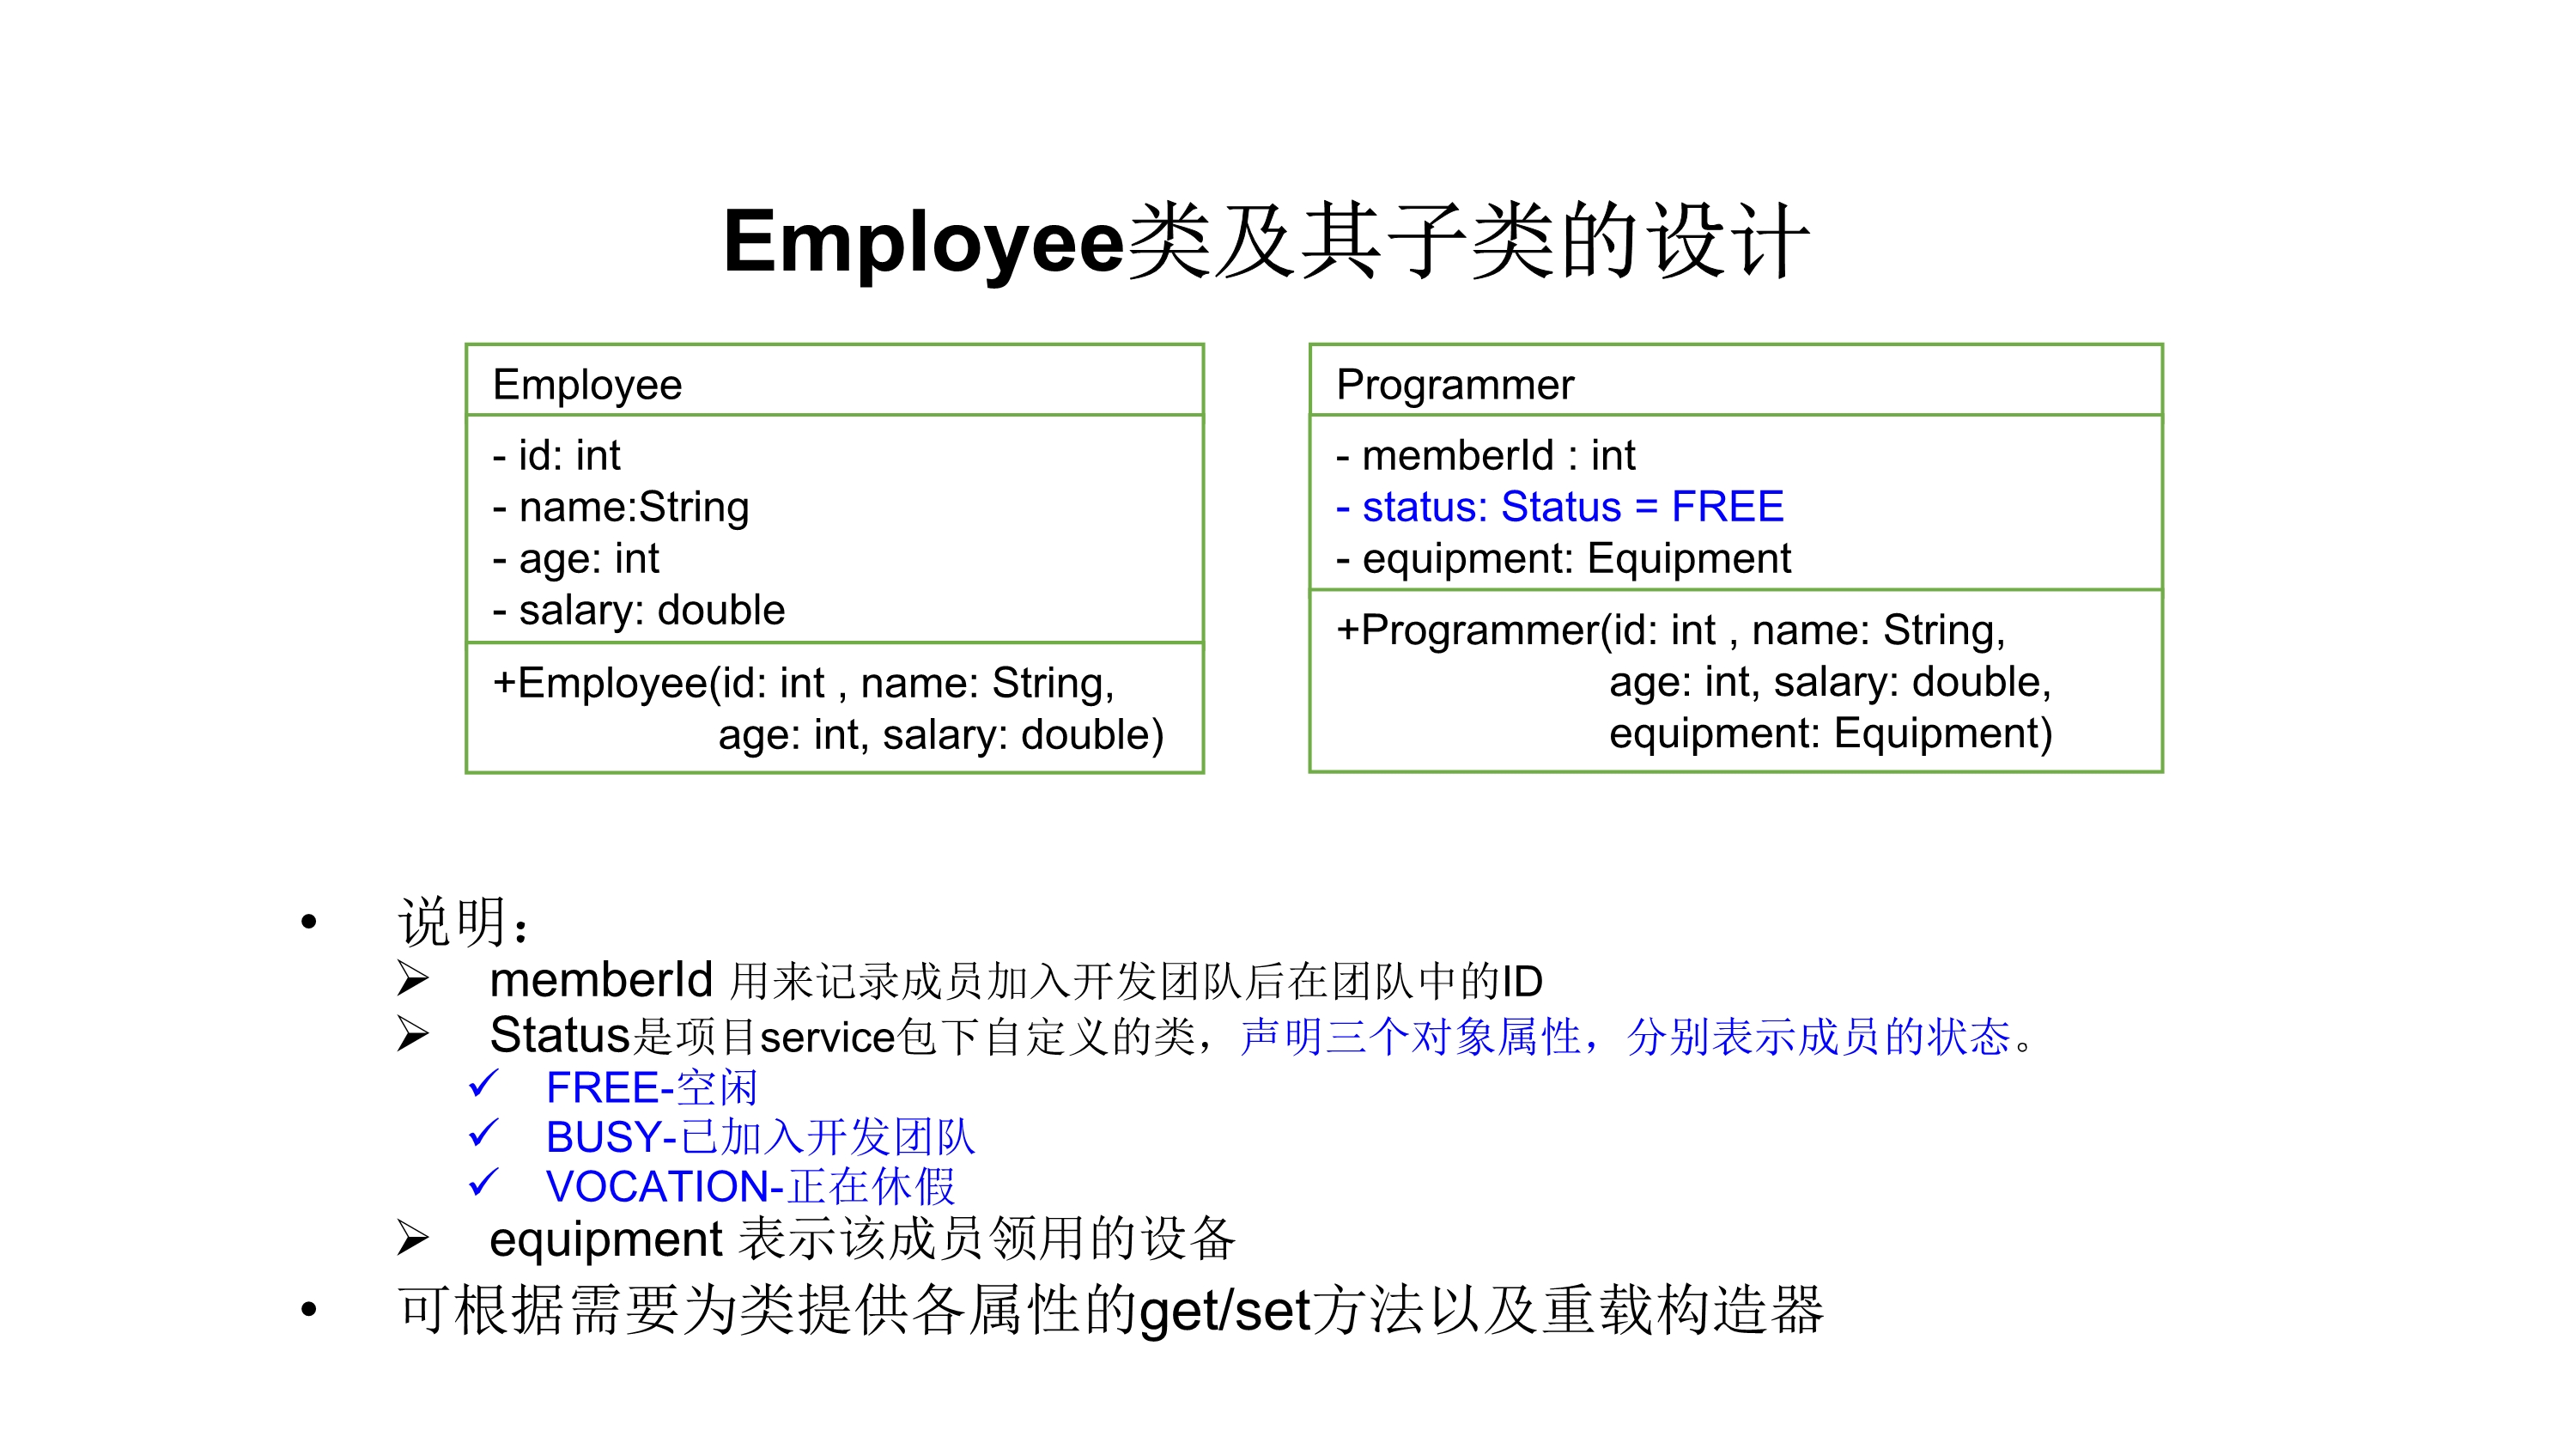 Employee类及其子类的设计
Employee
- id: int
- name:String
- age: int
- salary: double
+Employee(id: int , name: String,
age: int, salary: double)
Programmer
- memberId : int
- status: Status = FREE
- equipment: Equipment
+Programmer(id: int , name: String,
age: int, salary: double,
equipment: Equipment)
• 说明：
➢ memberId 用来记录成员加入开发团队后在团队中的ID
➢ Status是项目service包下自定义的类，声明三个对象属性，分别表示成员的状态。
✓ FREE-空闲
✓ BUSY-已加入开发团队
✓ VOCATION-正在休假
➢ equipment 表示该成员领用的设备
• 可根据需要为类提供各属性的get/set方法以及重载构造器